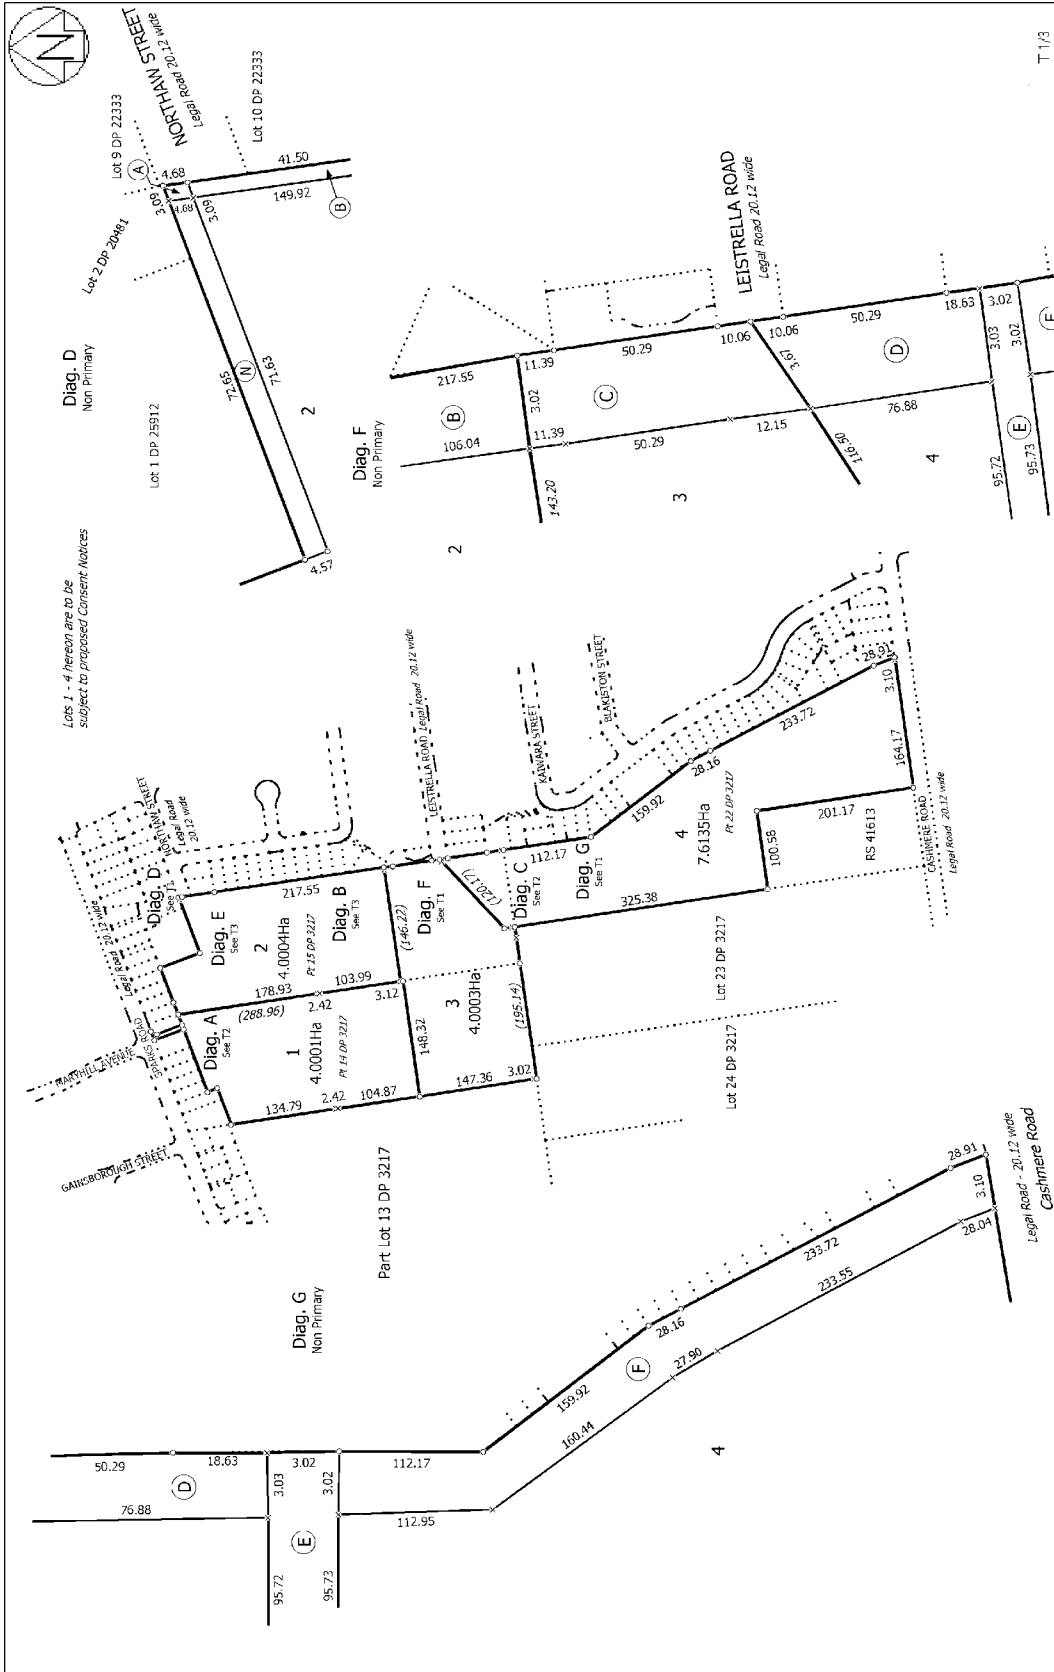 N
Lots 1 - 4 hereon are to be
subject to proposed Consent Notices
Diag. D
Non Primary
Lot 1 DP 25912
Lot 2 DP 20481
Lot 9 DP 22333
NORTHAW STREET
Legal Road 20.12 wide
Lot 10 DP 22333
A
4.68
3.09
4.68
3.09
41.50
149.92
B
72.65
N
71.63
2
4.57
Diag. F
Non Primary
217.55
B
106.04
11.39
3.02
11.39
143.20
C
50.29
50.29
LEISTRELLA ROAD
Legal Road 20.12 wide
10.06
10.06
12.15
3.67
116.50
50.29
D
76.88
18.63
3.02
3.03
3.02
E
95.72
95.73
F
2
3
4
T 1/3
MARYHILL AVENUE
GAINSBOROUGH STREET
SPARKS ROAD
Legal Road 20.12 wide
NORTHAW STREET
Legal Road
20.12 wide
Diag. D
See T1
Diag. A
See T2
Diag. E
See T3
Diag. B
See T3
Diag. F
See T1
Diag. C
See T2
Diag. G
See T1
1
4.0001Ha
Pt 14 DP 3217
2
4.0004Ha
Pt 15 DP 3217
3
4.0003Ha
4
7.6135Ha
Pt 22 DP 3217
134.79
2.42
104.87
178.93
(288.96)
2.42
103.99
3.12
217.55
(146.22)
148.32
147.36
3.02
(195.14)
(120.17)
112.17
325.38
159.92
28.16
233.72
28.91
3.10
164.17
201.17
100.58
RS 41613
LEISTRELLA ROAD Legal Road 20.12 wide
KAIWARA STREET
BLAKISTON STREET
CASHMERE ROAD
Legal Road 20.12 wide
Lot 23 DP 3217
Lot 24 DP 3217
Part Lot 13 DP 3217
Diag. G
Non Primary
50.29
D
76.88
18.63
3.02
3.03
3.02
E
95.72
95.73
112.17
112.95
159.92
160.44
F
28.16
27.90
233.72
233.55
28.91
3.10
28.04
4
Legal Road - 20.12 wide
Cashmere Road